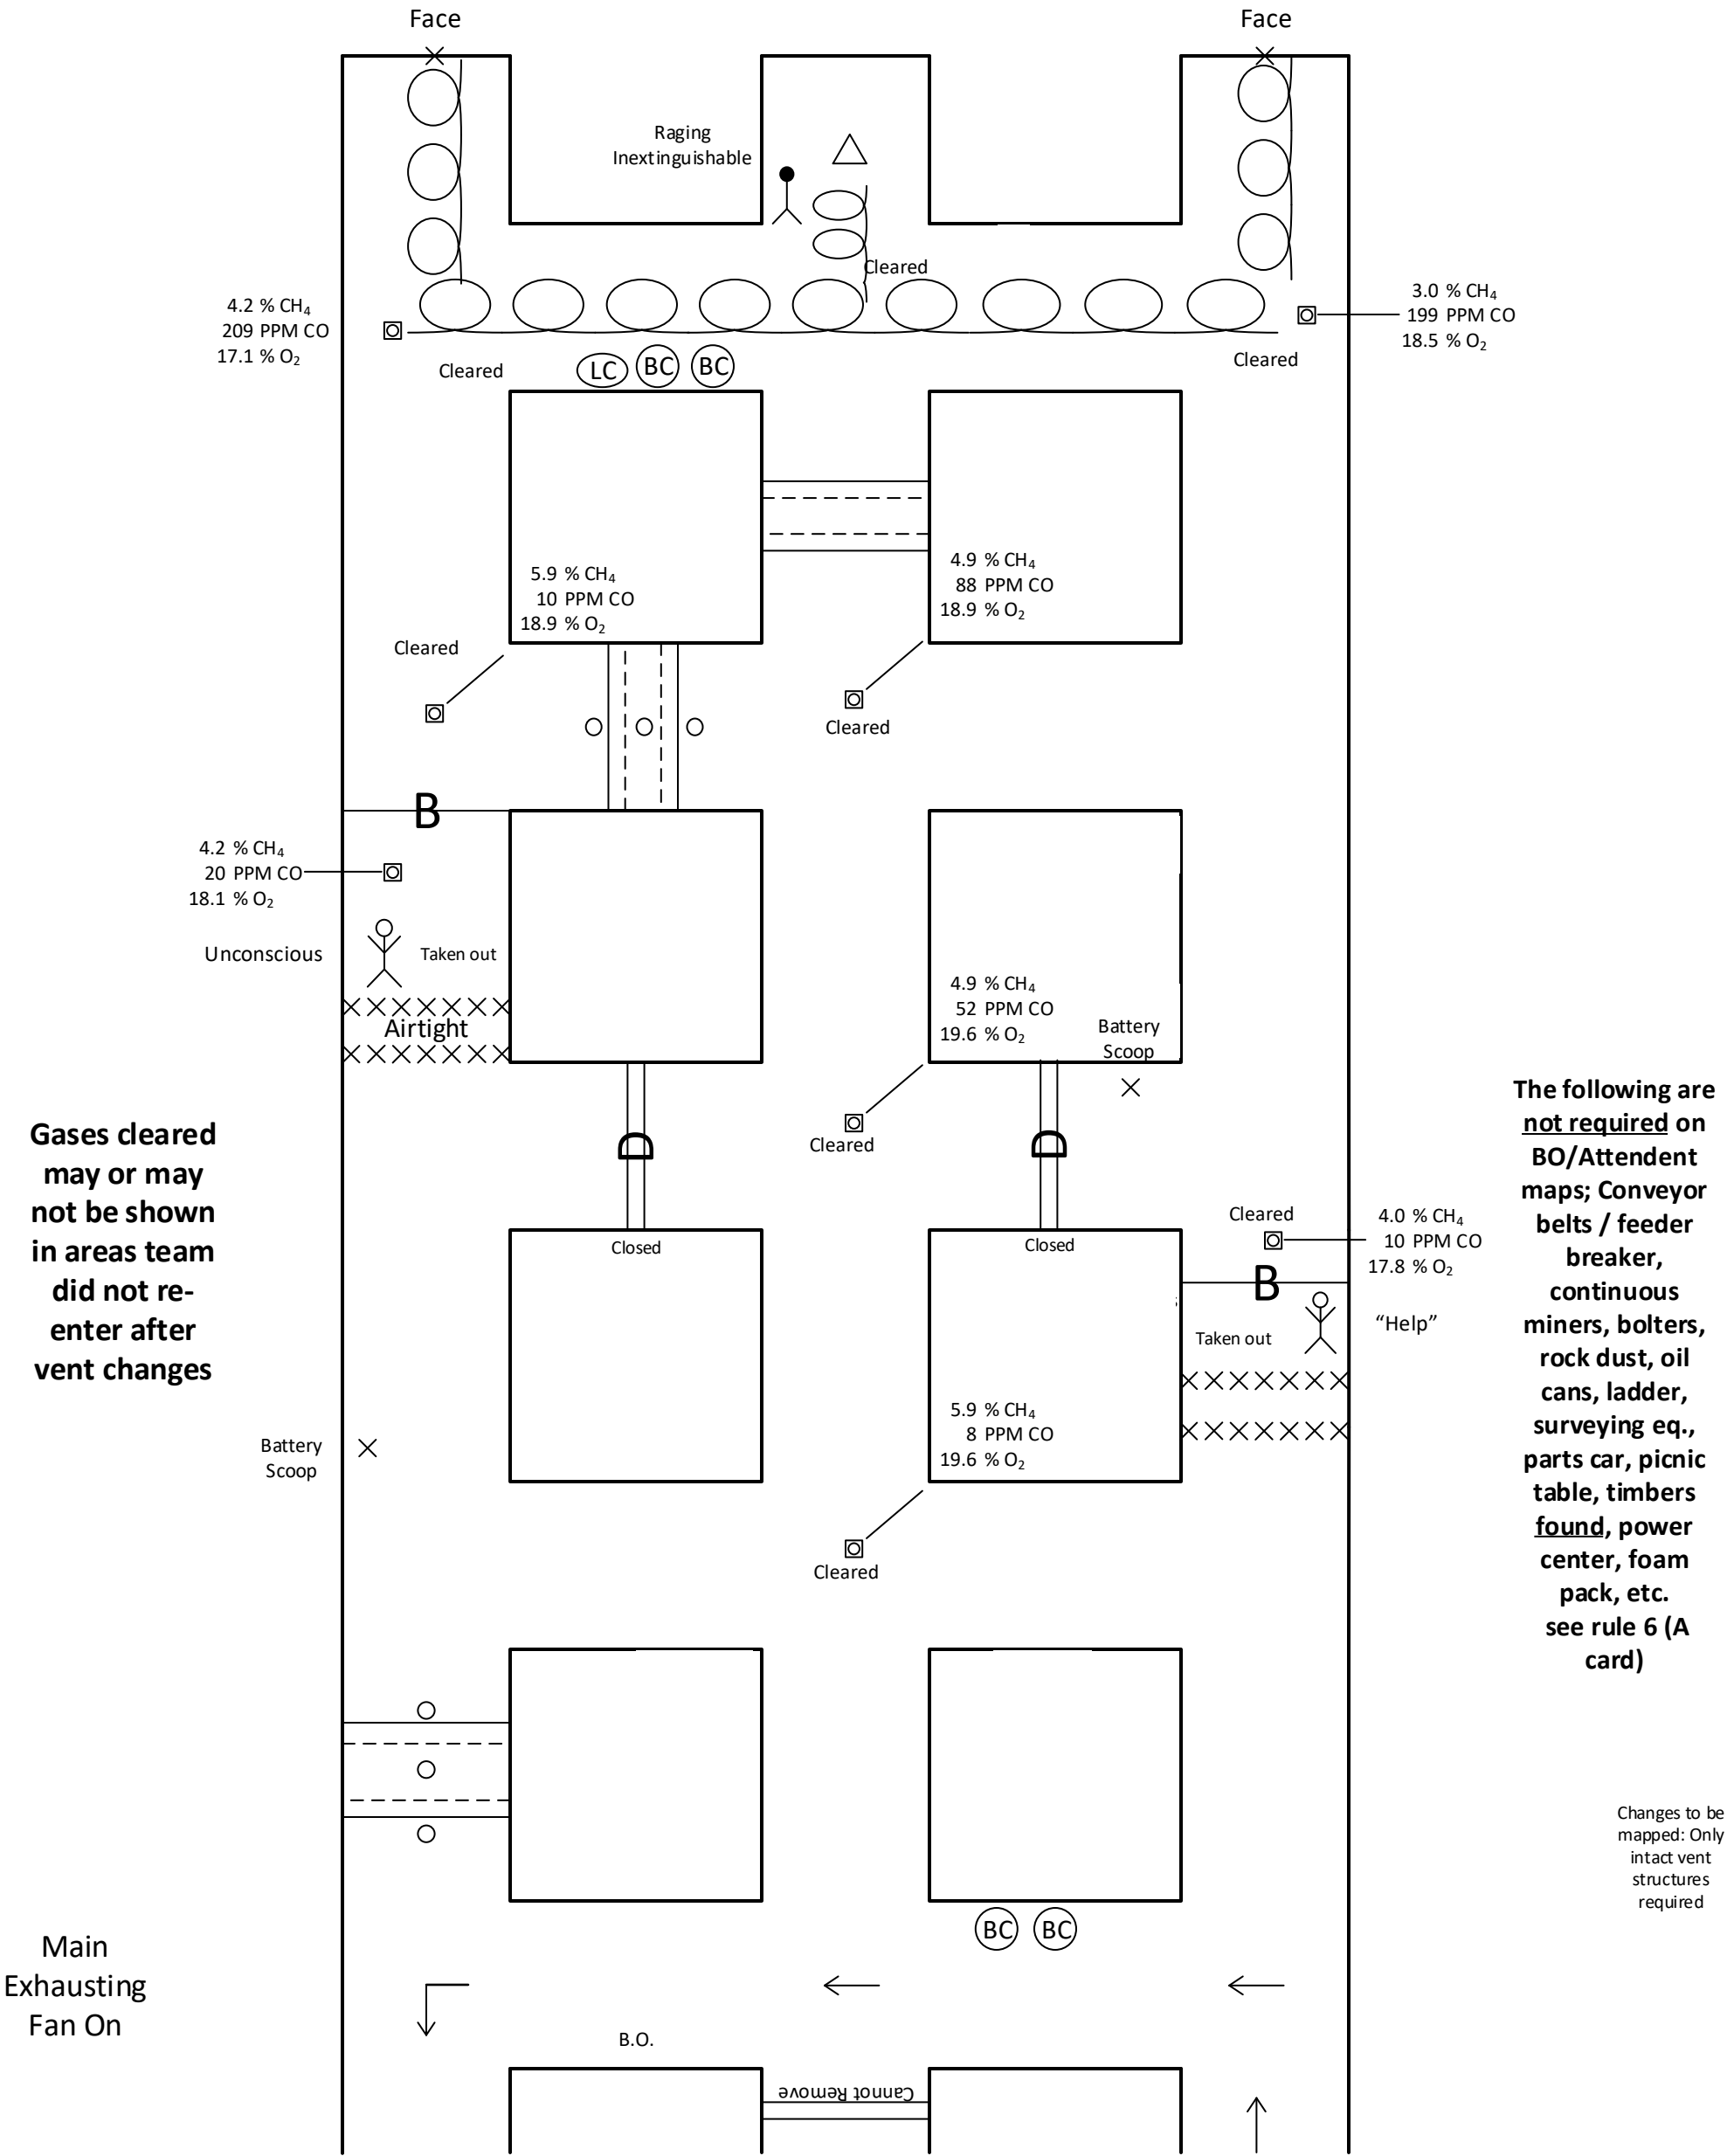 Face
Face
Raging
Inextinguishable
Cleared
4.2 % CH₄
209 PPM CO
17.1 % O₂
3.0 % CH₄
199 PPM CO
18.5 % O₂
Cleared
LC
BC
BC
Cleared
5.9 % CH₄
10 PPM CO
18.9 % O₂
4.9 % CH₄
88 PPM CO
18.9 % O₂
Cleared
Cleared
B
4.2 % CH₄
20 PPM CO
18.1 % O₂
Unconscious
Taken out
Airtight
4.9 % CH₄
52 PPM CO
19.6 % O₂
Battery
Scoop
Cleared
D
D
Closed
Closed
Gases cleared
may or may
not be shown
in areas team
did not re-
enter after
vent changes
The following are
not required on
BO/Attendent
maps; Conveyor
belts / feeder
breaker,
continuous
miners, bolters,
rock dust, oil
cans, ladder,
surveying eq.,
parts car, picnic
table, timbers
found, power
center, foam
pack, etc.
see rule 6 (A
card)
Cleared
4.0 % CH₄
10 PPM CO
17.8 % O₂
B
"Help"
Taken out
5.9 % CH₄
8 PPM CO
19.6 % O₂
Battery
Scoop
Cleared
Changes to be
mapped: Only
intact vent
structures
required
BC
BC
Main
Exhausting
Fan On
B.O.
Cannot Remove